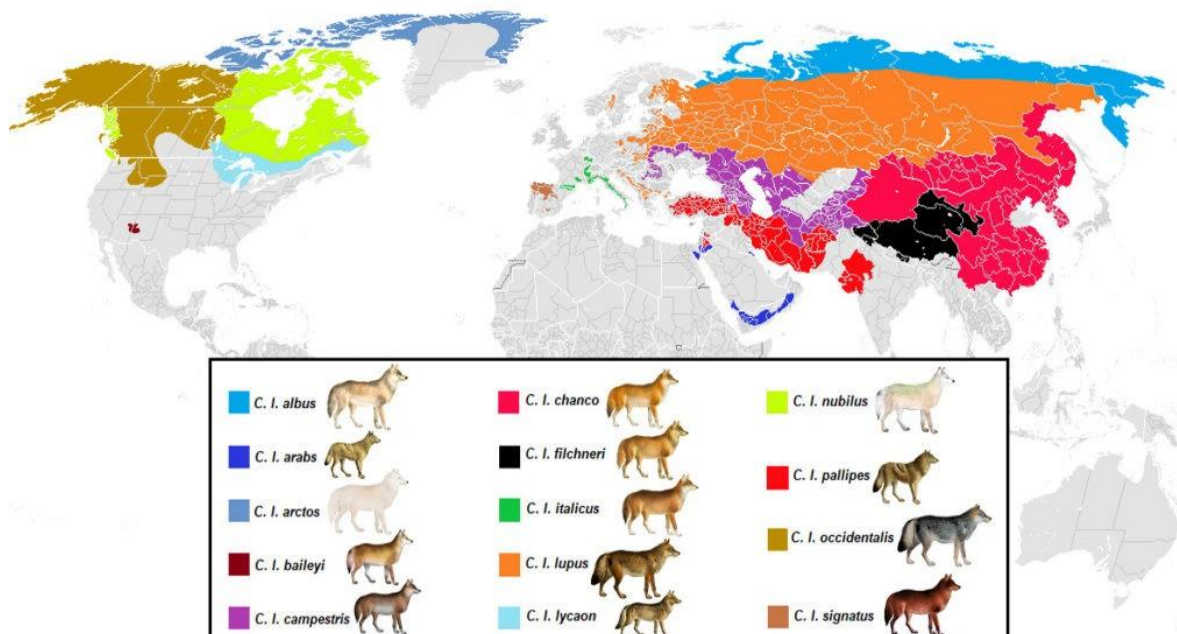 C. l. albus
C. l. arabs
C. l. arctos
C. l. baileyi
C. l. campestris
C. l. chanco
C. l. filchneri
C. l. italicus
C. l. lupus
C. l. lycaon
C. l. nubilus
C. l. pallipes
C. l. occidentalis
C. l. signatus